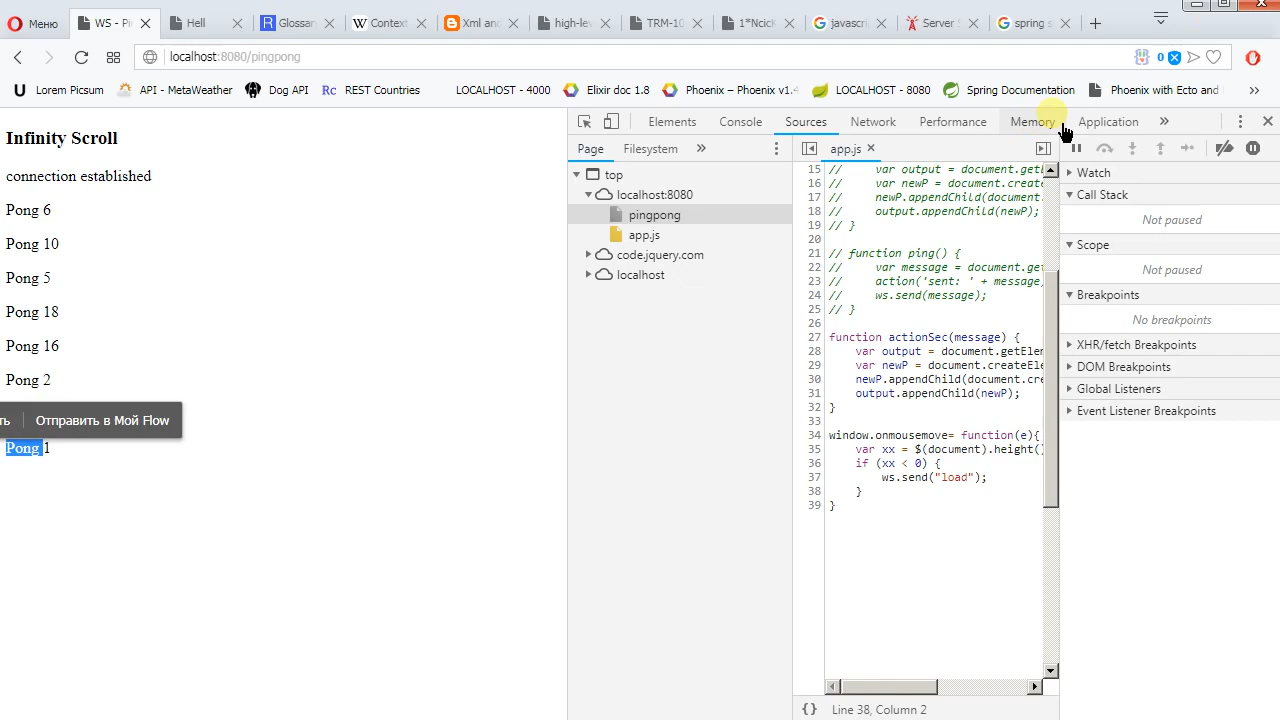 Меню
WS - Pi
Hell
Glossar
Context
Xml and
high-lev
TRM-10
1*NcicK
javascri
Server S
spring s
localhost:8080/pingpong
0
Lorem Picsum
API - MetaWeather
Dog API
Rc REST Countries
LOCALHOST - 4000
Elixir doc 1.8
Phoenix – Phoenix v1.4
LOCALHOST - 8080
Spring Documentation
Phoenix with Ecto and
Infinity Scroll
connection established
Pong 6
Pong 10
Pong 5
Pong 18
Pong 16
Pong 2
ть
Отправить в Мой Flow
Pong 1
Elements
Console
Sources
Network
Performance
Memory
Application
Page
Filesystem
top
localhost:8080
pingpong
app.js
code.jquery.com
localhost
app.js
15 // var output = document.getE
16 // var newP = document.create
17 // newP.appendChild(document.
18 // output.appendChild(newP);
19 // }
20
21 // function ping() {
22 // var message = document.get
23 // action('sent: ' + message)
24 // ws.send(message);
25 // }
26
27 function actionSec(message) {
28 var output = document.getElem
29 var newP = document.createEle
30 newP.appendChild(document.cre
31 output.appendChild(newP);
32 }
33
34 window.onmousemove= function(e){
35 var xx = $(document).height()
36 if (xx < 0) {
37 ws.send("load");
38 }
39 }
{} Line 38, Column 2
Watch
Call Stack
Not paused
Scope
Not paused
Breakpoints
No breakpoints
XHR/fetch Breakpoints
DOM Breakpoints
Global Listeners
Event Listener Breakpoints